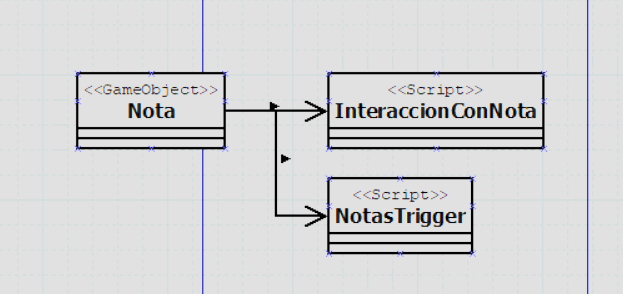 <<GameObject>>
Nota
<<Script>>
InteraccionConNota
<<Script>>
NotasTrigger